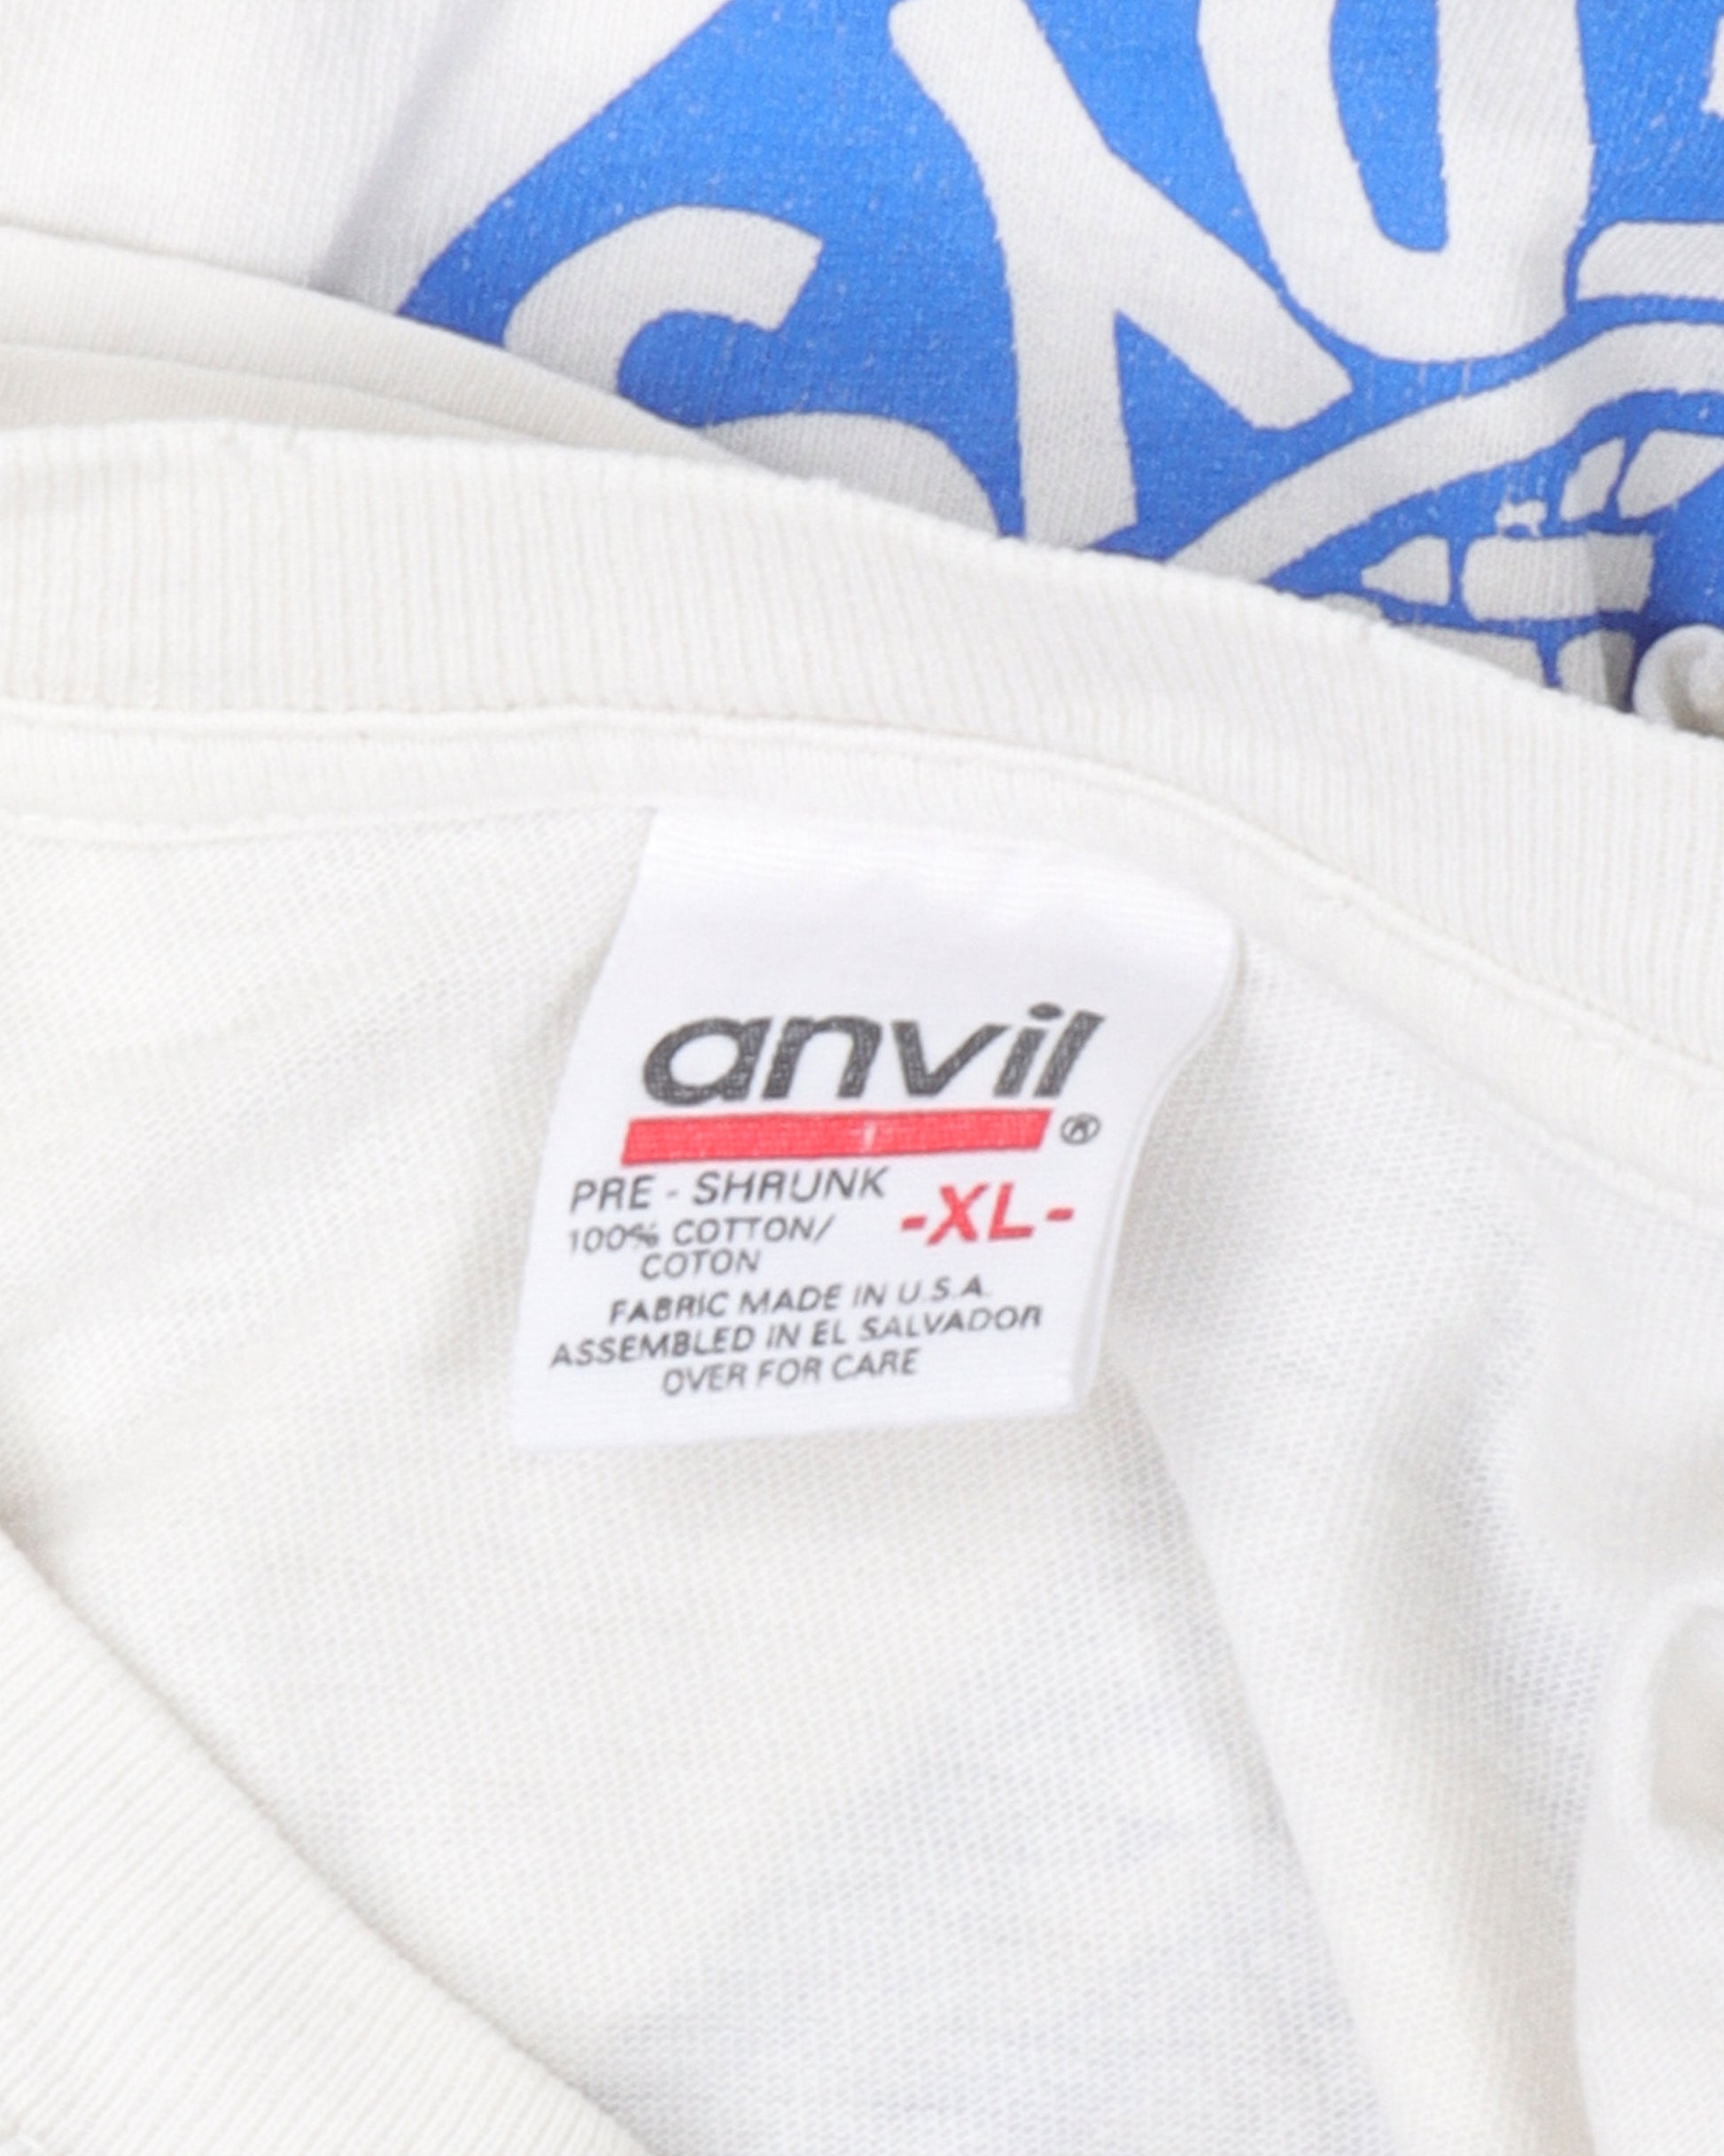 anvil
®
PRE - SHRUNK
-XL-
100% COTTON/
COTON
FABRIC MADE IN U.S.A.
ASSEMBLED IN EL SALVADOR
OVER FOR CARE